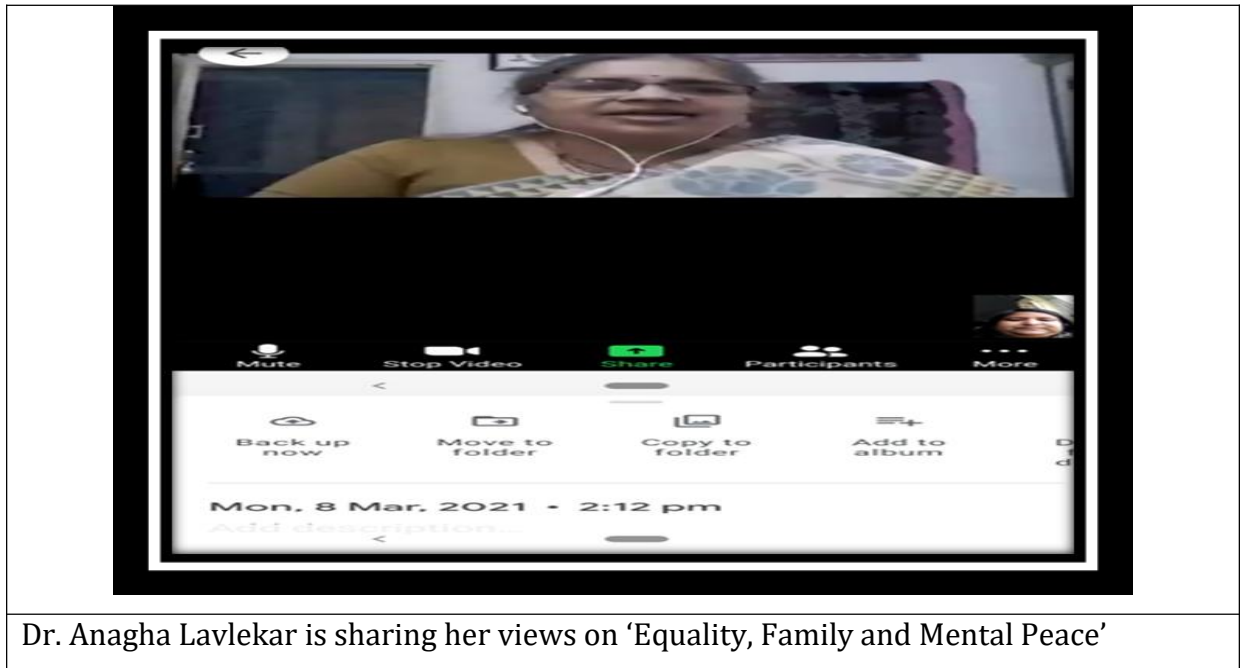 Mute Stop Video Share Participants More
Back up now Move to folder Copy to folder Add to album
Mon, 8 Mar, 2021 • 2:12 pm
Add description...
Dr. Anagha Lavlekar is sharing her views on ‘Equality, Family and Mental Peace’